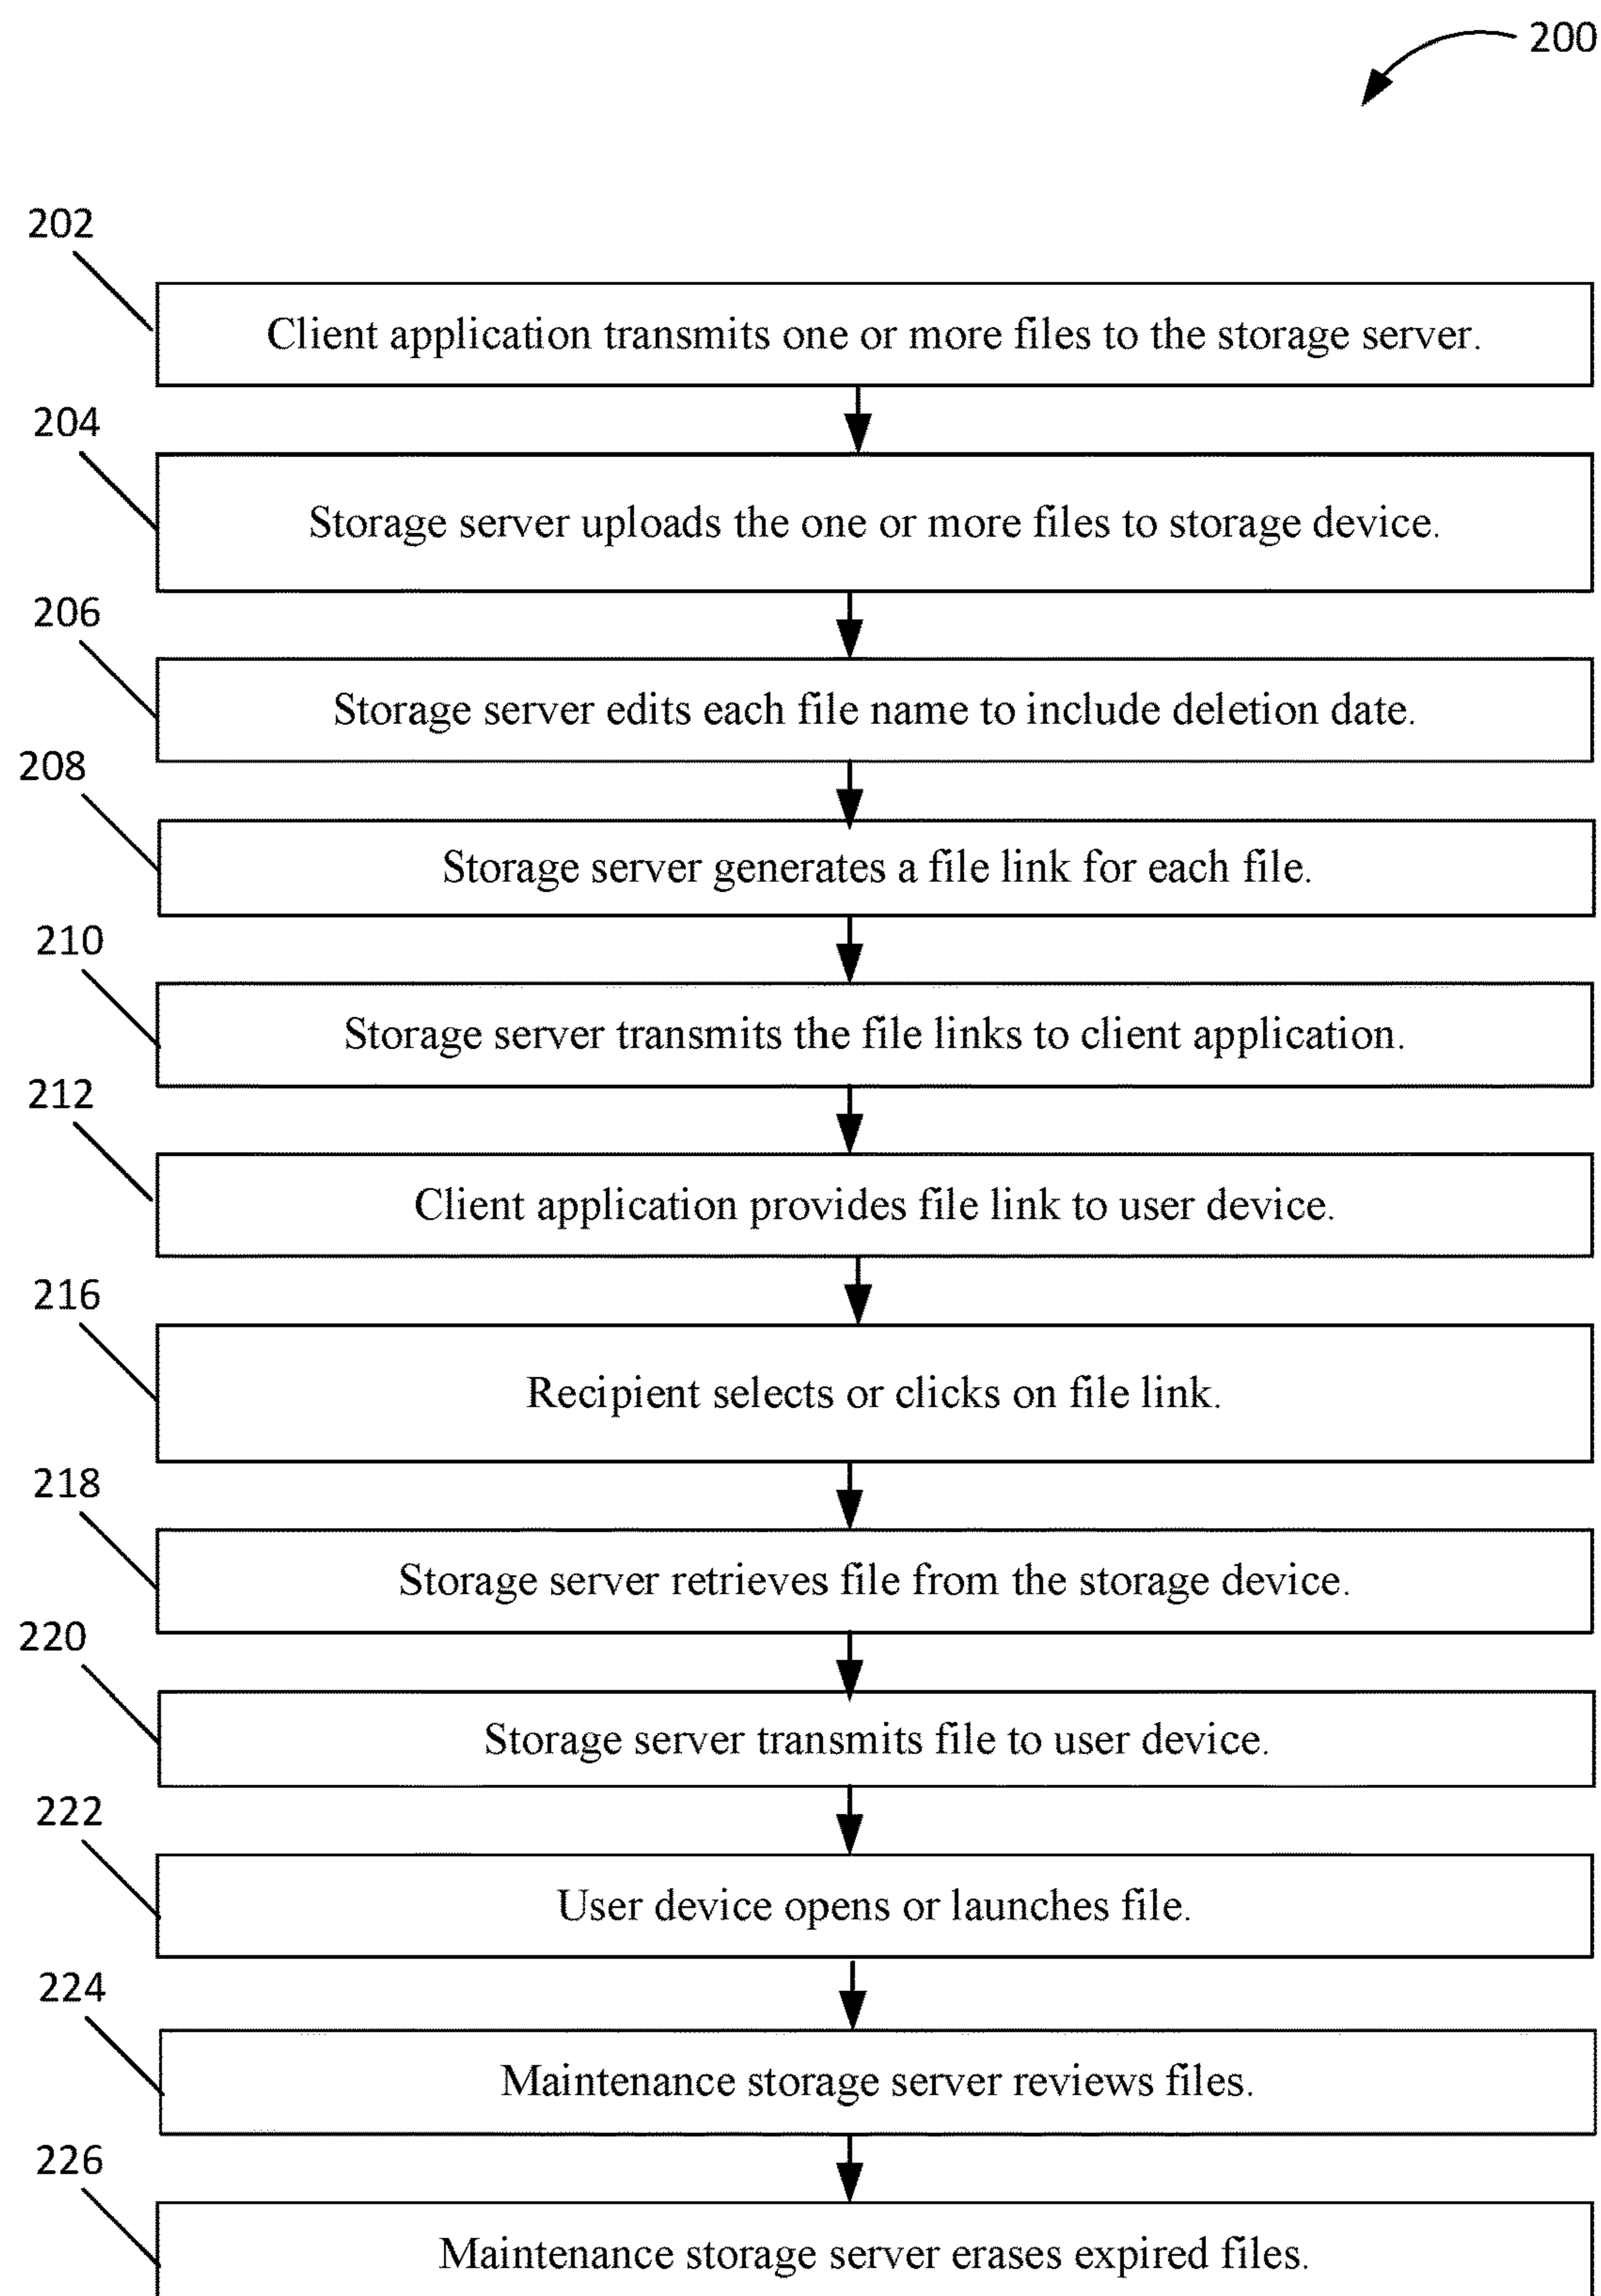 200
202
Client application transmits one or more files to the storage server.
204
Storage server uploads the one or more files to storage device.
206
Storage server edits each file name to include deletion date.
208
Storage server generates a file link for each file.
210
Storage server transmits the file links to client application.
212
Client application provides file link to user device.
216
Recipient selects or clicks on file link.
218
Storage server retrieves file from the storage device.
220
Storage server transmits file to user device.
222
User device opens or launches file.
224
Maintenance storage server reviews files.
226
Maintenance storage server erases expired files.